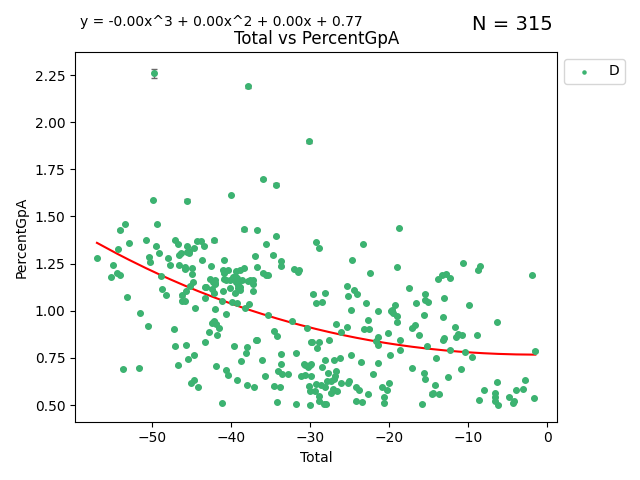 y = -0.00x^3 + 0.00x^2 + 0.00x + 0.77
N = 315
Total vs PercentGpA
D
PercentGpA
2.25
2.00
1.75
1.50
1.25
1.00
0.75
0.50
−50 −40 −30 −20 −10 0
Total